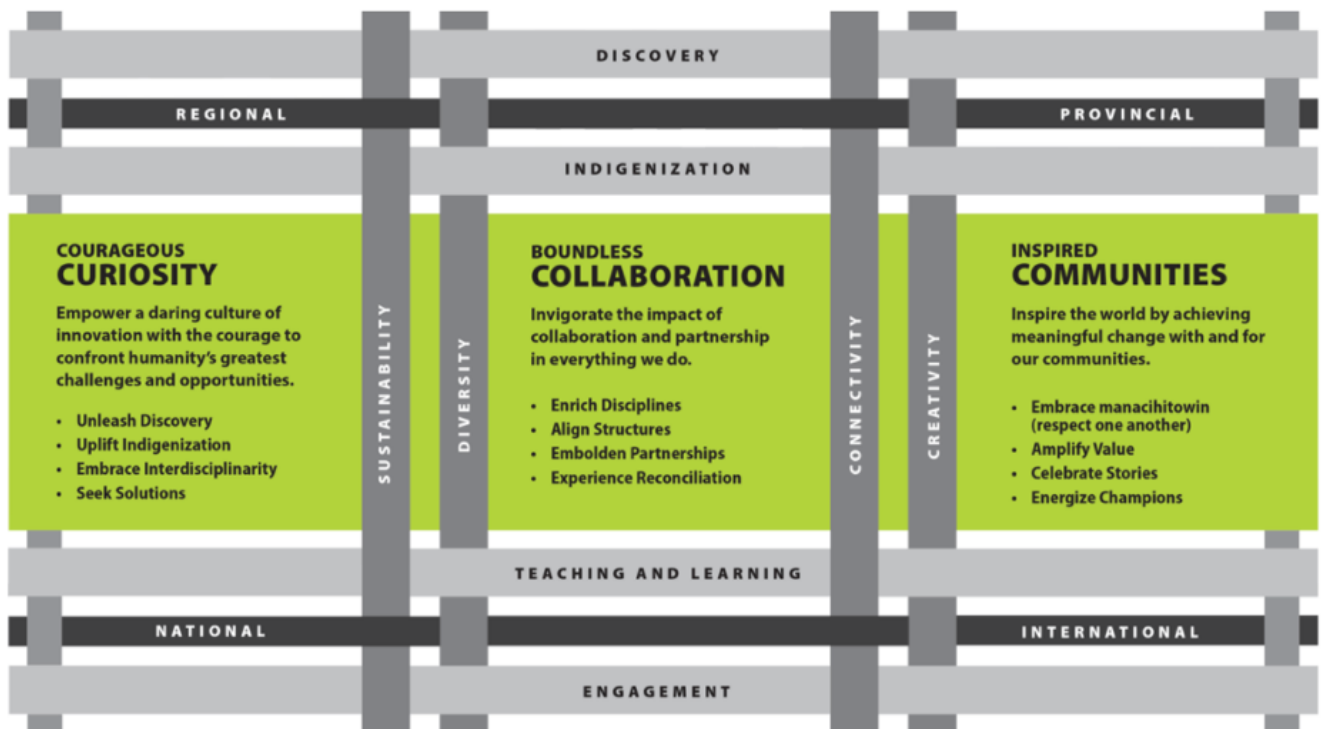 DISCOVERY
REGIONAL
PROVINCIAL
INDIGENIZATION
COURAGEOUS
CURIOSITY
Empower a daring culture of
innovation with the courage to
confront humanity's greatest
challenges and opportunities.
• Unleash Discovery
• Uplift Indigenization
• Embrace Interdisciplinarity
• Seek Solutions
SUSTAINABILITY
DIVERSITY
BOUNDLESS
COLLABORATION
Invigorate the impact of
collaboration and partnership
in everything we do.
• Enrich Disciplines
• Align Structures
• Embolden Partnerships
• Experience Reconciliation
CONNECTIVITY
CREATIVITY
INSPIRED
COMMUNITIES
Inspire the world by achieving
meaningful change with and for
our communities.
• Embrace manacihitowin
(respect one another)
• Amplify Value
• Celebrate Stories
• Energize Champions
TEACHING AND LEARNING
NATIONAL
INTERNATIONAL
ENGAGEMENT